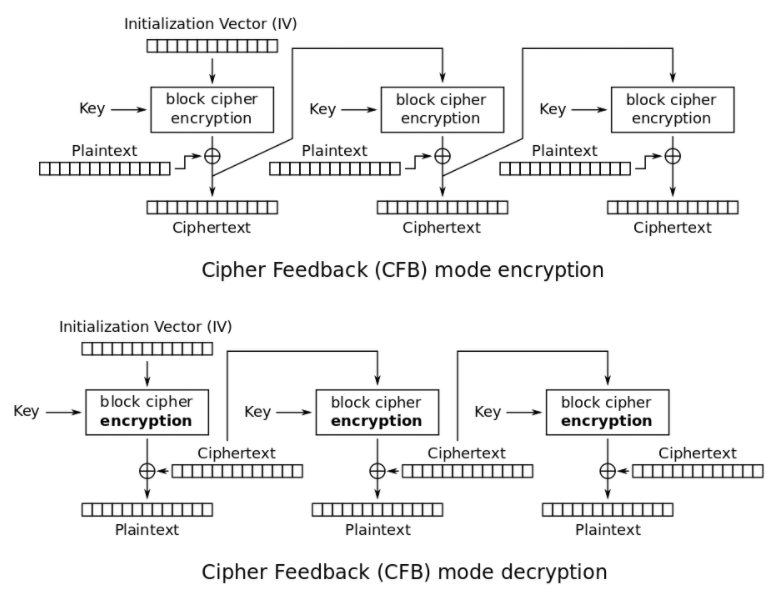 Initialization Vector (IV)
Key
block cipher
encryption
Key
block cipher
encryption
Key
block cipher
encryption
Plaintext
Plaintext
Plaintext
Ciphertext
Ciphertext
Ciphertext
Cipher Feedback (CFB) mode encryption
Initialization Vector (IV)
Key
block cipher
encryption
Key
block cipher
encryption
Key
block cipher
encryption
Ciphertext
Ciphertext
Ciphertext
Plaintext
Plaintext
Plaintext
Cipher Feedback (CFB) mode decryption